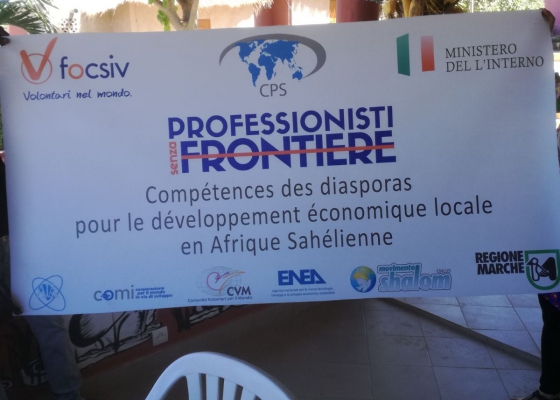 focsiv
Volontari nel mondo.
CPS
MINISTERO
DEL L'INTERNO
PROFESSIONISTI
senza FRONTIERE
Compétences des diasporas
pour le développement économique locale
en Afrique Sahélienne
comi
CVM
ENEA
movimento
shalom
REGIONE
MARCHE